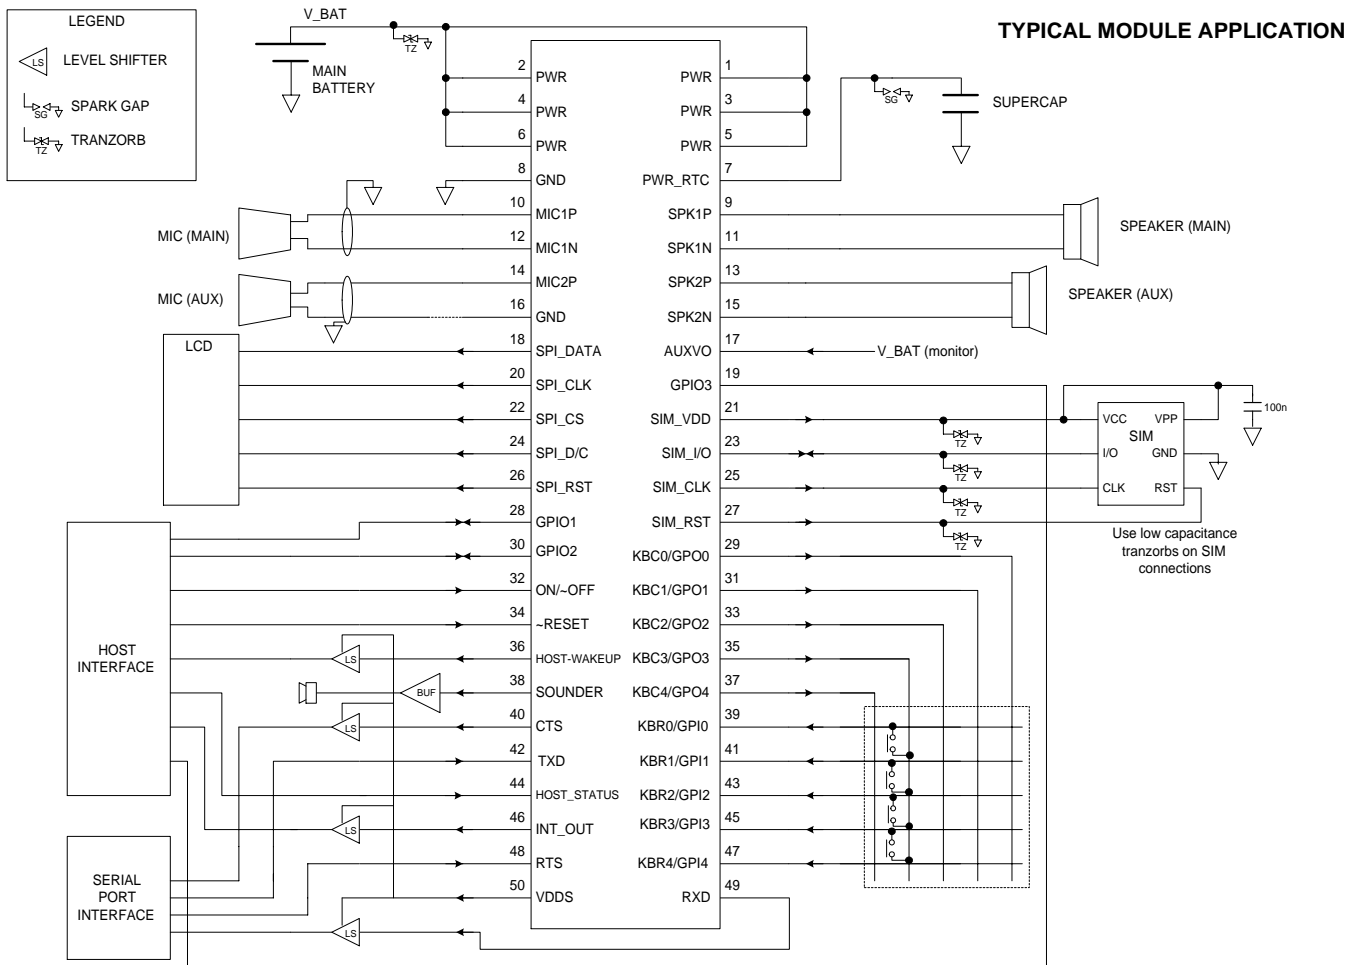 LEGEND
LS LEVEL SHIFTER
SG SPARK GAP
TZ TRANZORB
V_BAT
TZ
MAIN
BATTERY
TYPICAL MODULE APPLICATION
SG
SUPERCAP
2 PWR PWR 1
4 PWR PWR 3
6 PWR PWR 5
8 GND PWR_RTC 7
10 MIC1P SPK1P 9
MIC (MAIN)
SPEAKER (MAIN)
12 MIC1N SPK1N 11
14 MIC2P SPK2P 13
MIC (AUX)
SPEAKER (AUX)
16 GND SPK2N 15
LCD
18 SPI_DATA AUXVO 17 V_BAT (monitor)
20 SPI_CLK GPIO3 19
22 SPI_CS SIM_VDD 21
TZ
24 SPI_D/C SIM_I/O 23
TZ
26 SPI_RST SIM_CLK 25
TZ
28 GPIO1 SIM_RST 27
TZ
VCC VPP
SIM
I/O GND
CLK RST
100n
Use low capacitance
tranzorbs on SIM
connections
30 GPIO2 KBC0/GPO0 29
32 ON/~OFF KBC1/GPO1 31
34 ~RESET KBC2/GPO2 33
HOST
INTERFACE
LS
36 HOST-WAKEUP KBC3/GPO3 35
BUF
38 SOUNDER KBC4/GPO4 37
LS
40 CTS KBR0/GPI0 39
42 TXD KBR1/GPI1 41
44 HOST_STATUS KBR2/GPI2 43
LS
46 INT_OUT KBR3/GPI3 45
48 RTS KBR4/GPI4 47
50 VDDS RXD 49
SERIAL
PORT
INTERFACE
LS